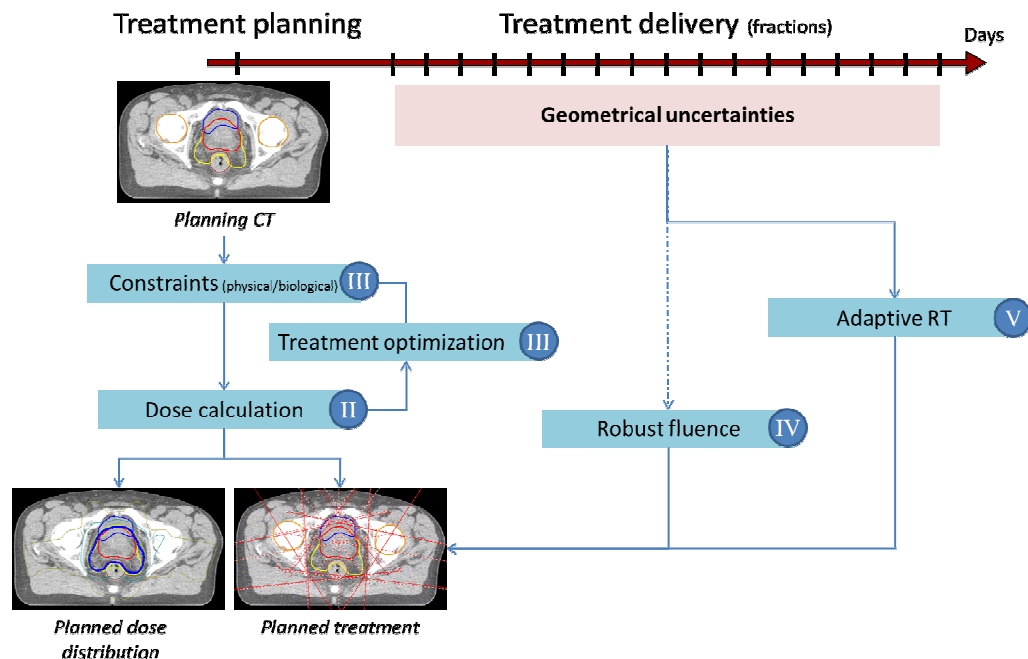 Treatment planning
Treatment delivery (fractions)
Days
Geometrical uncertainties
Planning CT
Constraints (physical/biological) III
Treatment optimization III
Adaptive RT V
Dose calculation II
Robust fluence IV
Planned dose
distribution
Planned treatment